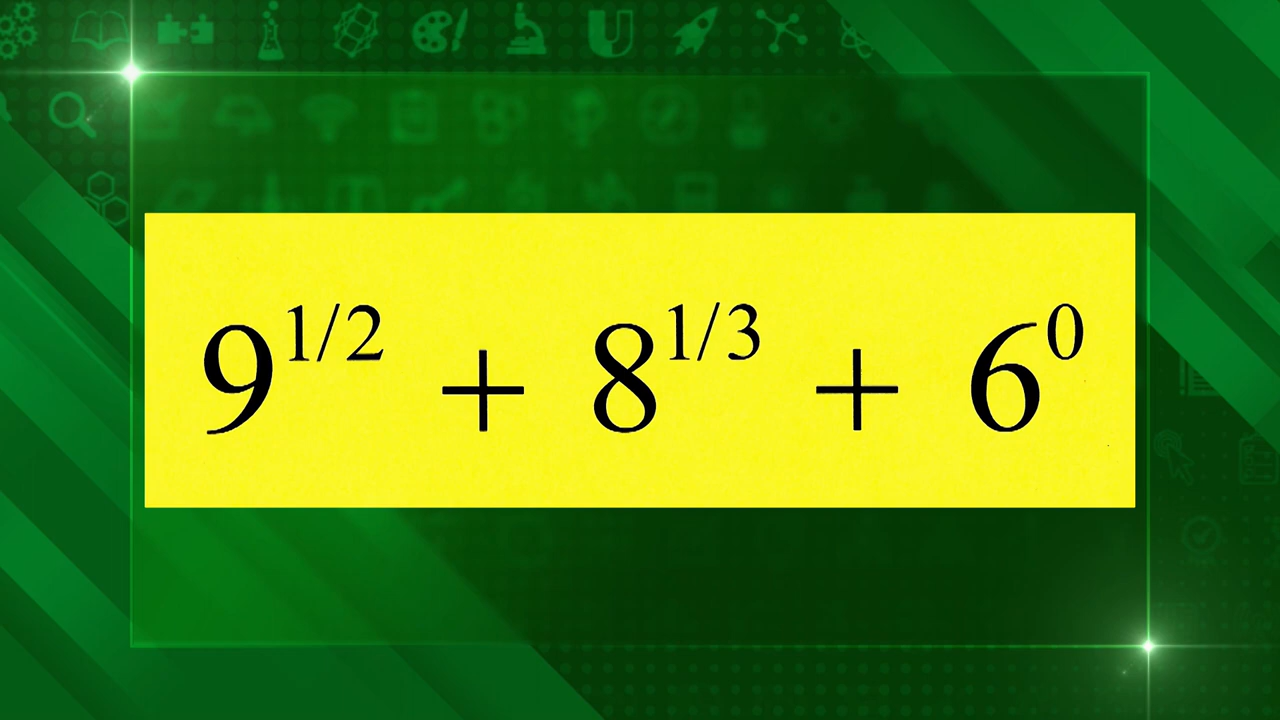 9^{1/2} + 8^{1/3} + 6^0